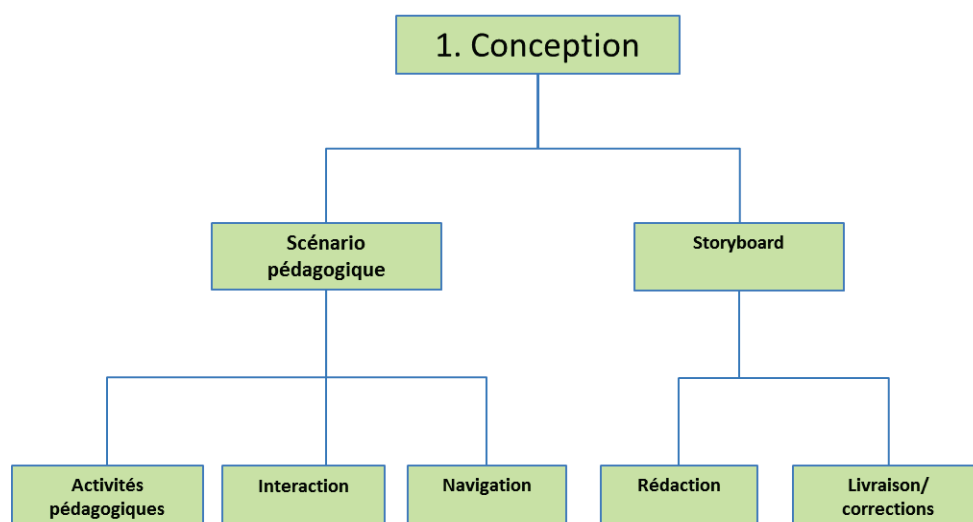 1. Conception
Scénario
pédagogique
Storyboard
Activités
pédagogiques
Interaction
Navigation
Rédaction
Livraison/
corrections